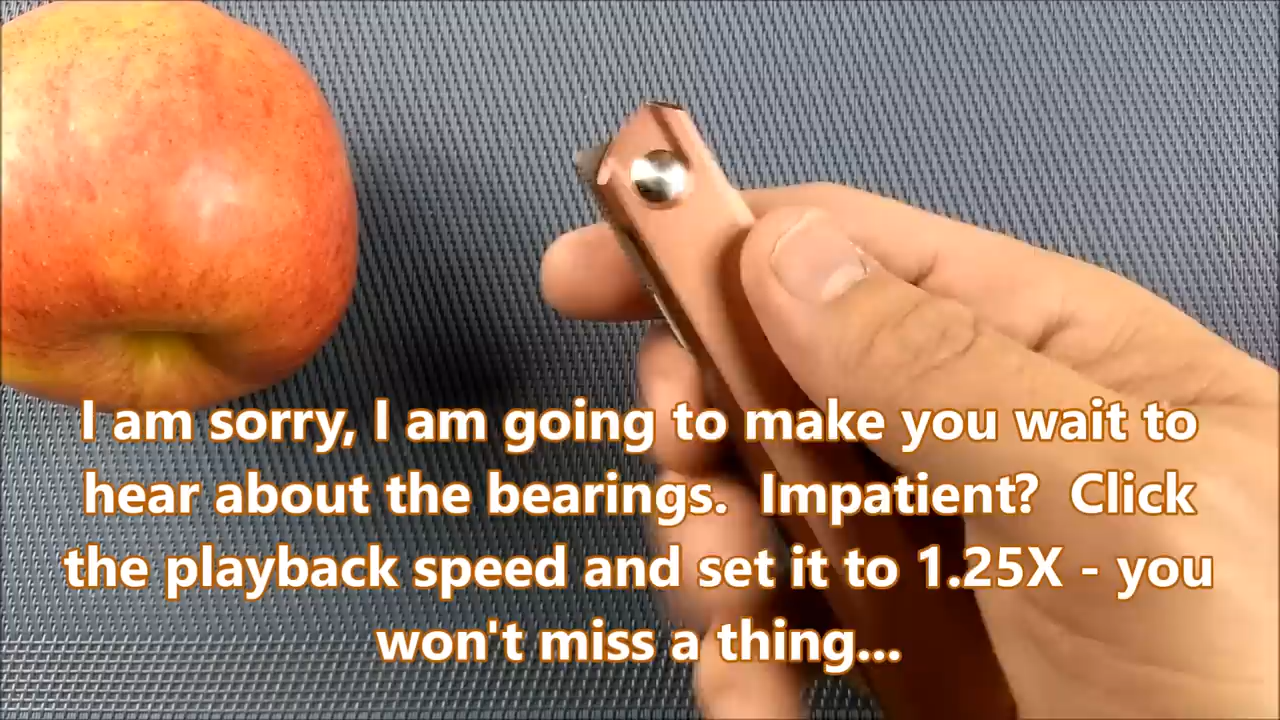 I am sorry, I am going to make you wait to
hear about the bearings.  Impatient?  Click
the playback speed and set it to 1.25X - you
won't miss a thing...